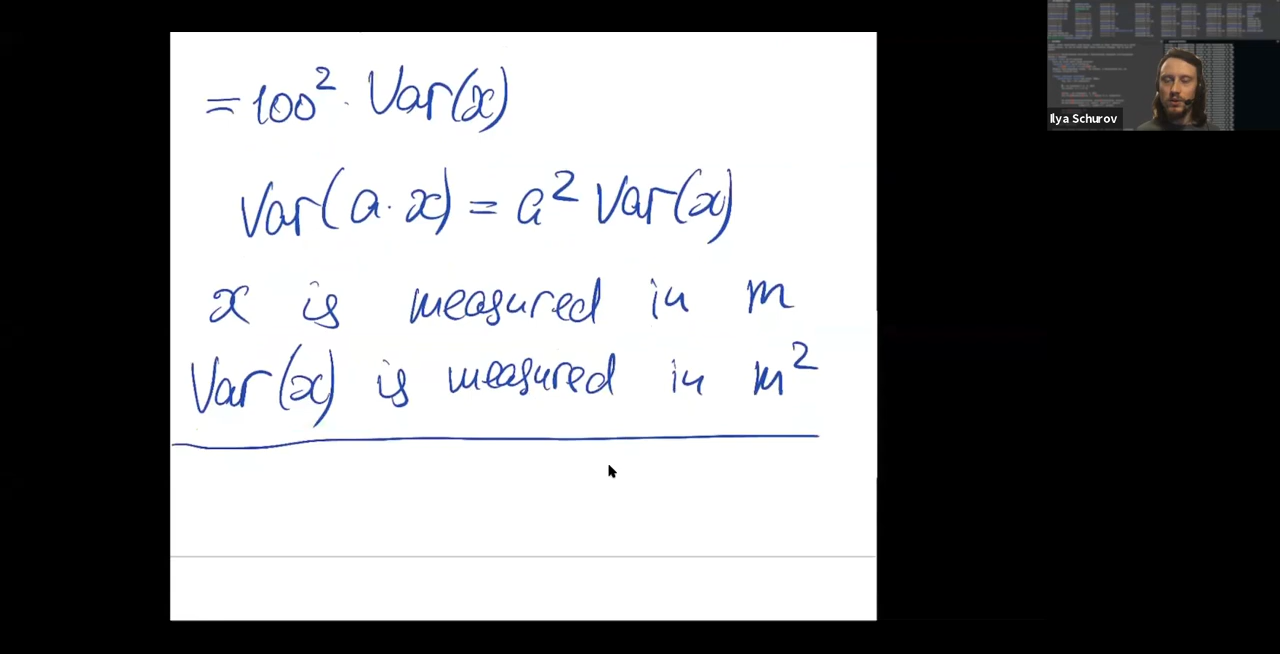 = 100² · Var(x)
Var(a · x) = a² Var(x)
x is measured in m
Var(x) is measured in m²
Ilya Schurov